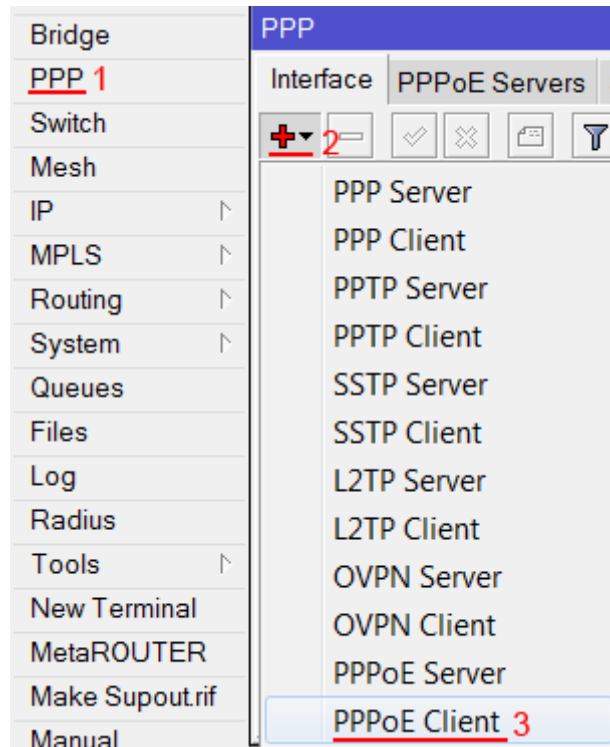 Bridge
PPP 1
Switch
Mesh
IP
MPLS
Routing
System
Queues
Files
Log
Radius
Tools
New Terminal
MetaROUTER
Make Supout.rif
Manual
PPP
Interface PPPoE Servers
2
PPP Server
PPP Client
PPTP Server
PPTP Client
SSTP Server
SSTP Client
L2TP Server
L2TP Client
OVPN Server
OVPN Client
PPPoE Server
PPPoE Client 3